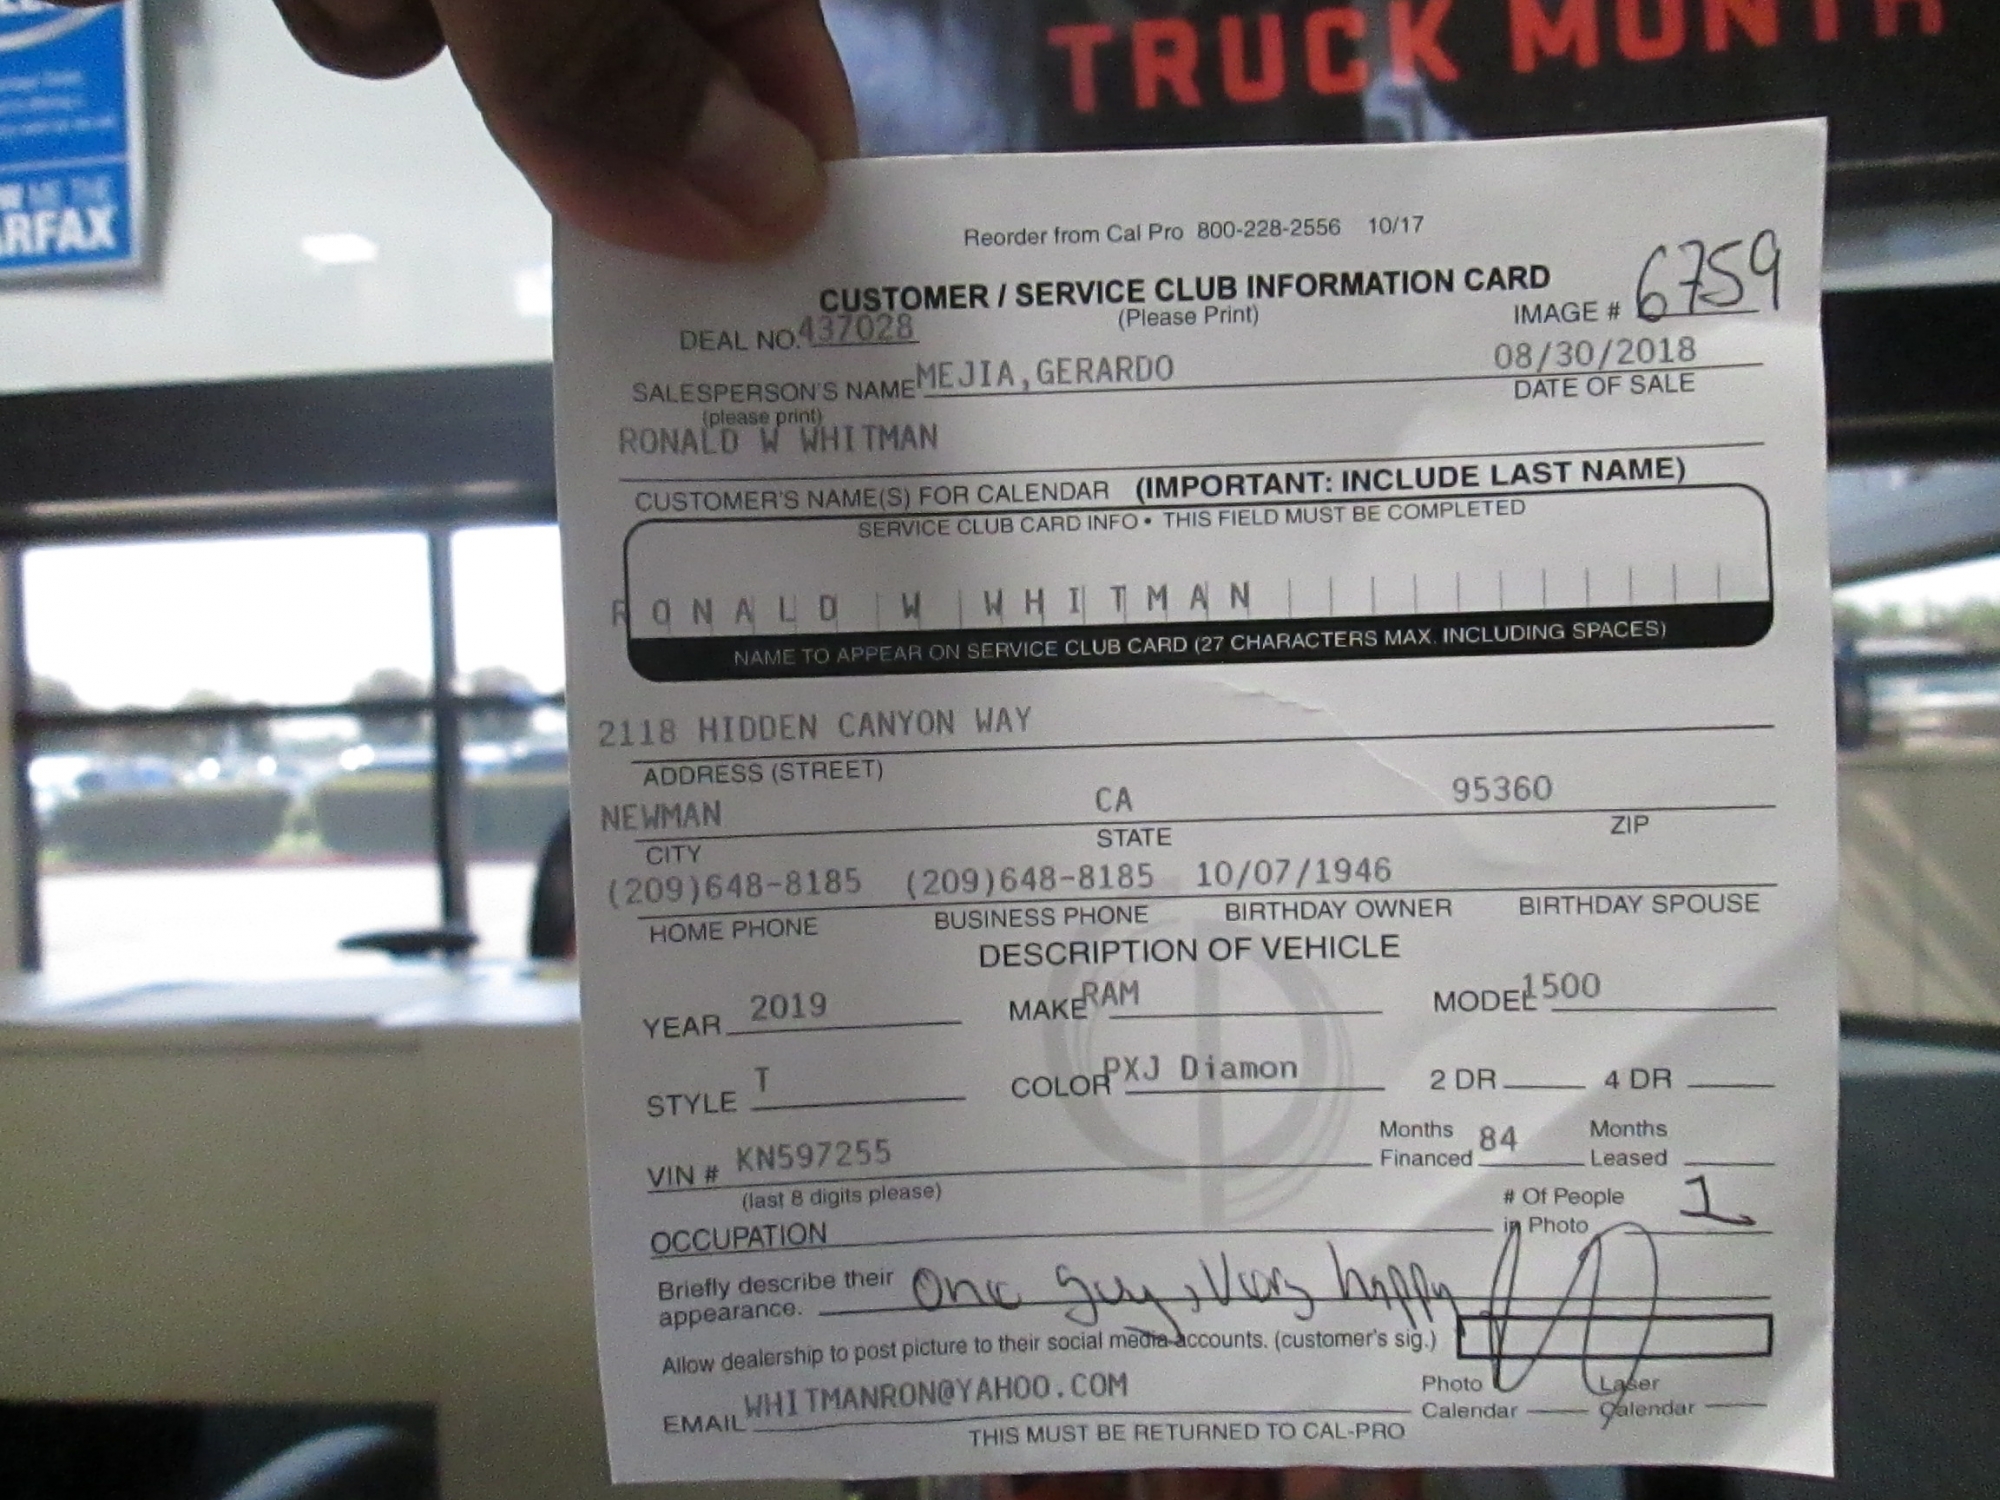 TRUCK MONTH
ARFAX
Reorder from Cal Pro 800-228-2556 10/17
CUSTOMER / SERVICE CLUB INFORMATION CARD
(Please Print)
IMAGE # 6759
DEAL NO. 437028
SALESPERSON'S NAME MEJIA,GERARDO 08/30/2018
(please print) DATE OF SALE
RONALD W WHITMAN
CUSTOMER'S NAME(S) FOR CALENDAR (IMPORTANT: INCLUDE LAST NAME)
SERVICE CLUB CARD INFO • THIS FIELD MUST BE COMPLETED
RONALD W WHITMAN
NAME TO APPEAR ON SERVICE CLUB CARD (27 CHARACTERS MAX. INCLUDING SPACES)
2118 HIDDEN CANYON WAY
ADDRESS (STREET)
NEWMAN CA 95360
CITY STATE ZIP
(209)648-8185 (209)648-8185 10/07/1946
HOME PHONE BUSINESS PHONE BIRTHDAY OWNER BIRTHDAY SPOUSE
DESCRIPTION OF VEHICLE
YEAR 2019 MAKE RAM MODEL 1500
STYLE T COLOR PXJ Diamon 2 DR 4 DR
VIN # KN597255 Months Financed 84 Months Leased
(last 8 digits please)
OCCUPATION # Of People in Photo 1
Briefly describe their appearance. One guy, Very happy
Allow dealership to post picture to their social media accounts. (customer's sig.)
EMAIL WHITMANRON@YAHOO.COM Photo Calendar Laser Calendar
THIS MUST BE RETURNED TO CAL-PRO